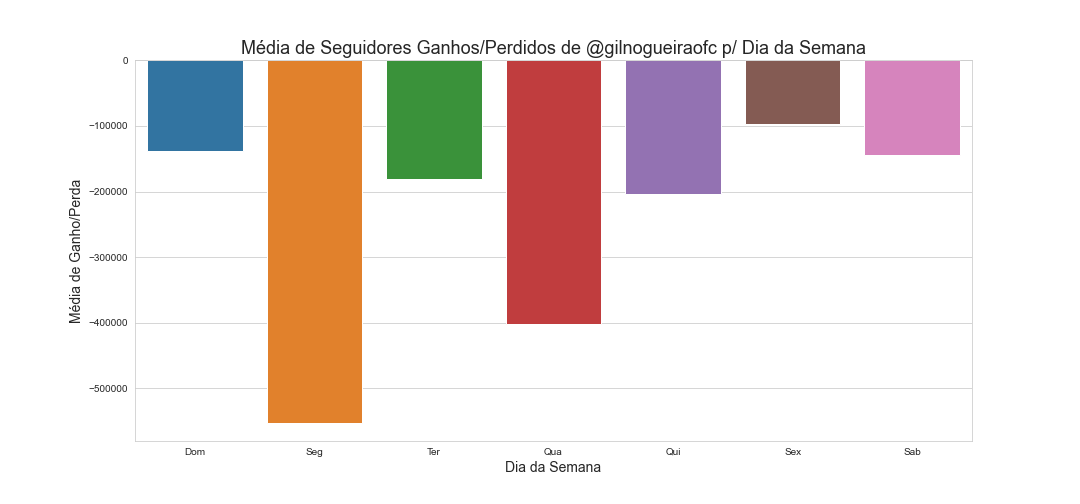 Média de Seguidores Ganhos/Perdidos de @gilnogueiraofc p/ Dia da Semana
Média de Ganho/Perda
0
−100000
−200000
−300000
−400000
−500000
Dom Seg Ter Qua Qui Sex Sab
Dia da Semana